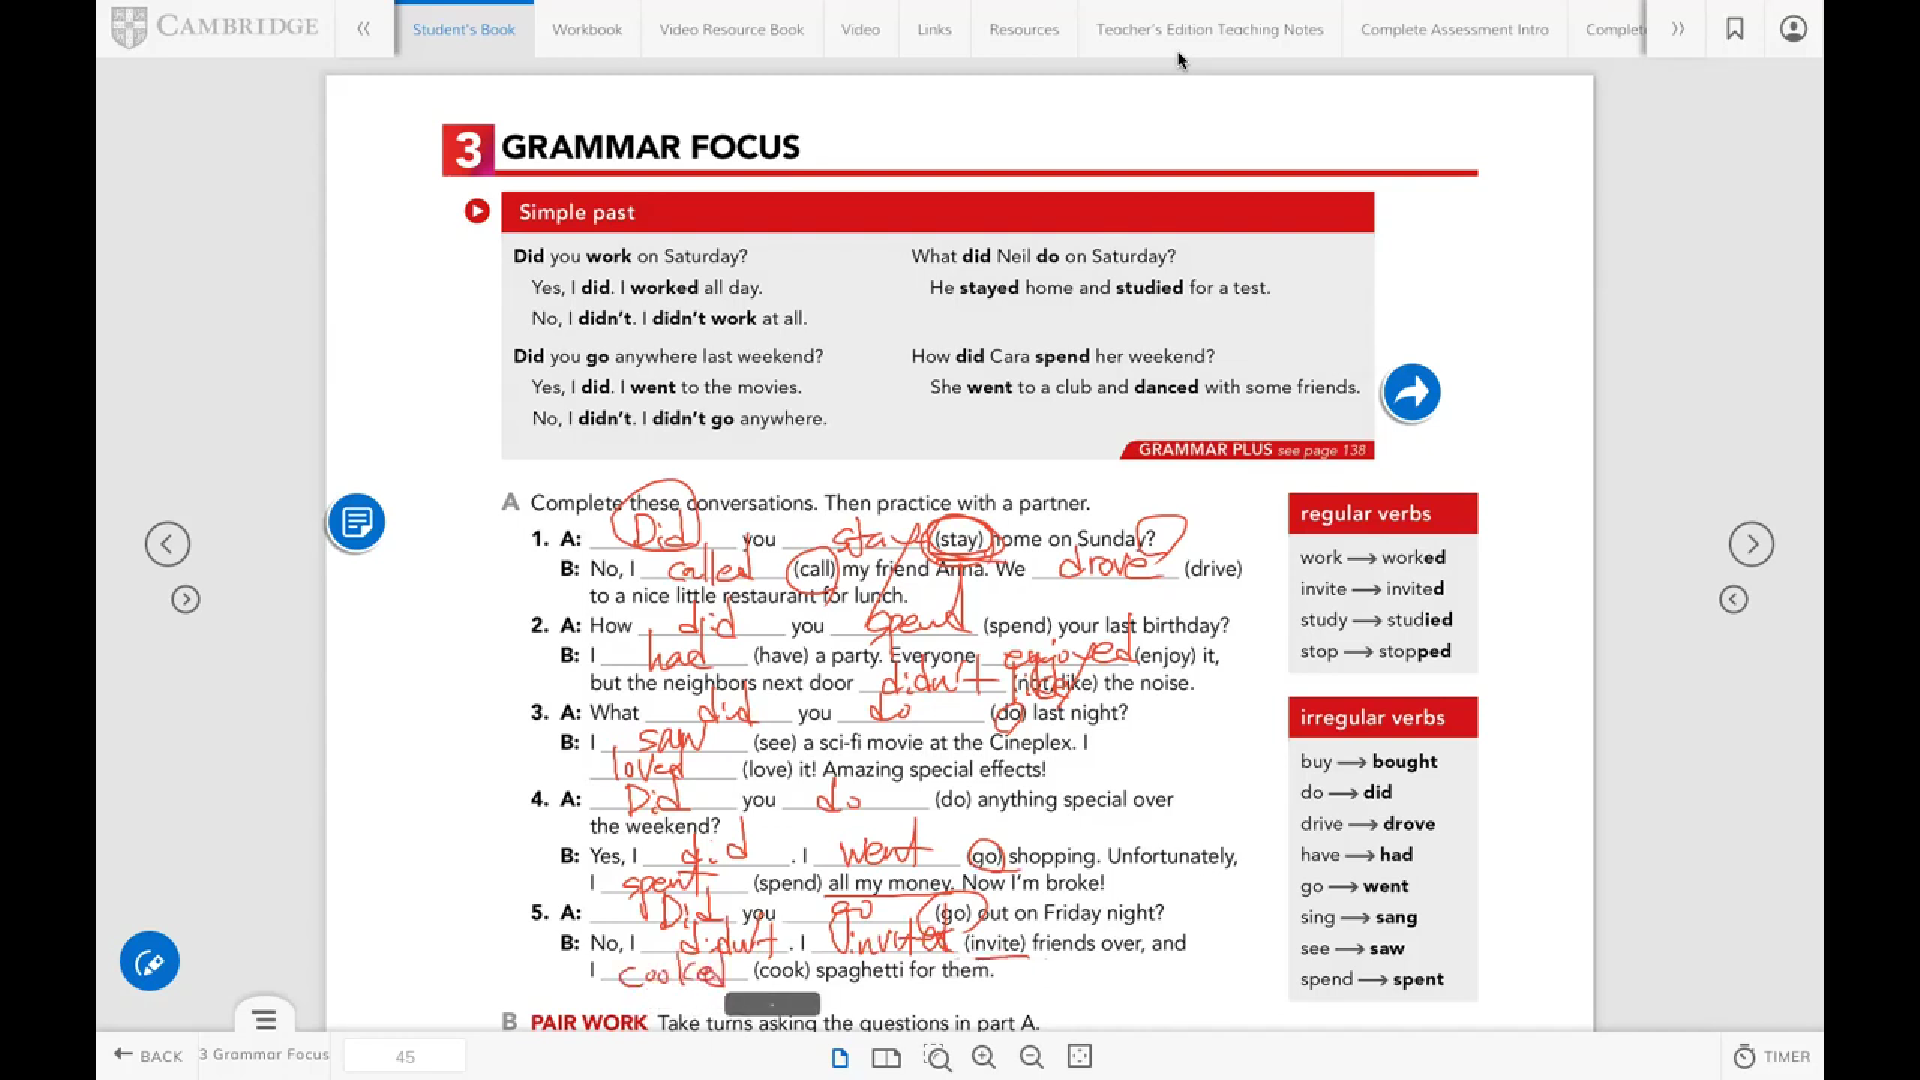 CAMBRIDGE
Student's Book
Workbook
Video Resource Book
Video
Links
Resources
Teacher's Edition Teaching Notes
Complete Assessment Intro
Complet
3 GRAMMAR FOCUS
Simple past
Did you work on Saturday?
Yes, I did. I worked all day.
No, I didn't. I didn't work at all.
Did you go anywhere last weekend?
Yes, I did. I went to the movies.
No, I didn't. I didn't go anywhere.
What did Neil do on Saturday?
He stayed home and studied for a test.
How did Cara spend her weekend?
She went to a club and danced with some friends.
GRAMMAR PLUS see page 138
A Complete these conversations. Then practice with a partner.
1. A: Did you stay (stay) home on Sunday?
B: No, I called (call) my friend Anna. We drove (drive)
to a nice little restaurant for lunch.
2. A: How did you spend (spend) your last birthday?
B: I had (have) a party. Everyone enjoyed (enjoy) it,
but the neighbors next door didn't (not, like) the noise.
3. A: What did you do (do) last night?
B: I saw (see) a sci-fi movie at the Cineplex. I
loved (love) it! Amazing special effects!
4. A: Did you do (do) anything special over
the weekend?
B: Yes, I did. I went (go) shopping. Unfortunately,
I spent (spend) all my money. Now I'm broke!
5. A: Did you go (go) out on Friday night?
B: No, I didn't. I invited (invite) friends over, and
I cooked (cook) spaghetti for them.
B PAIR WORK Take turns asking the questions in part A.
regular verbs
work → worked
invite → invited
study → studied
stop → stopped
irregular verbs
buy → bought
do → did
drive → drove
have → had
go → went
sing → sang
see → saw
spend → spent
BACK
3 Grammar Focus
45
TIMER